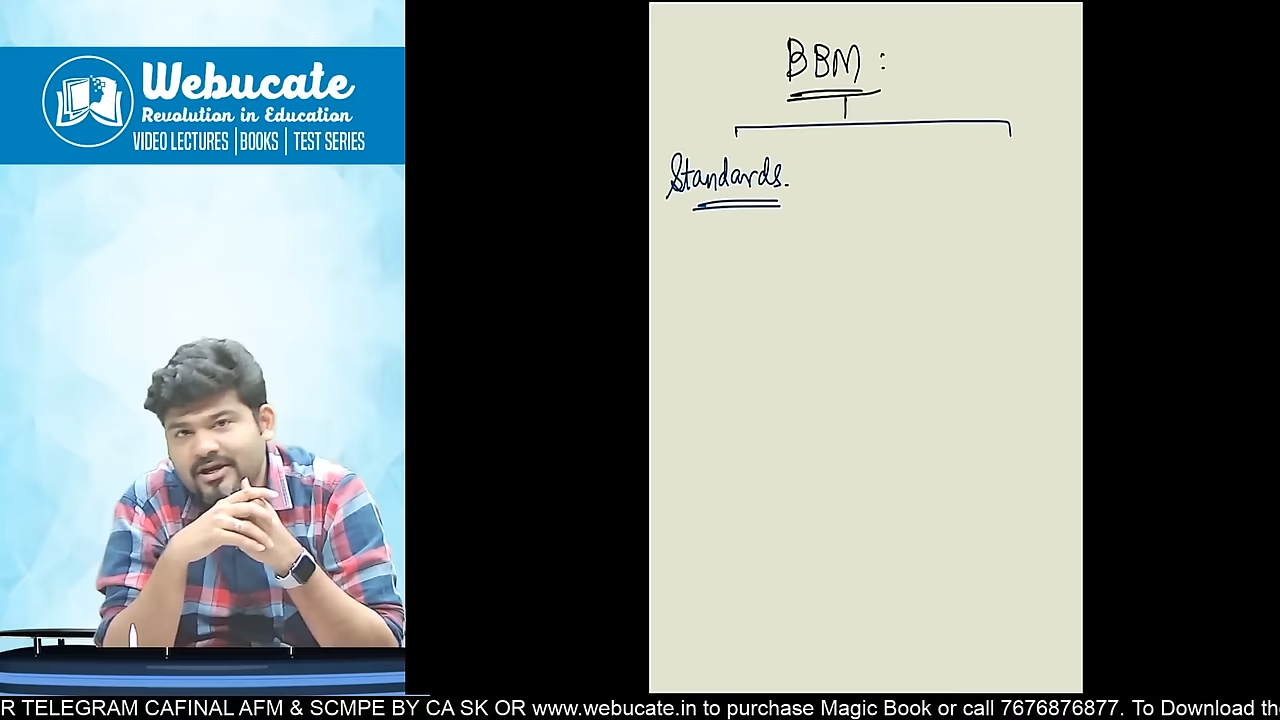 Webucate
Revolution in Education
VIDEO LECTURES | BOOKS | TEST SERIES
BBM :
Standards.
R TELEGRAM CAFINAL AFM & SCMPE BY CA SK OR www.webucate.in to purchase Magic Book or call 7676876877. To Download th